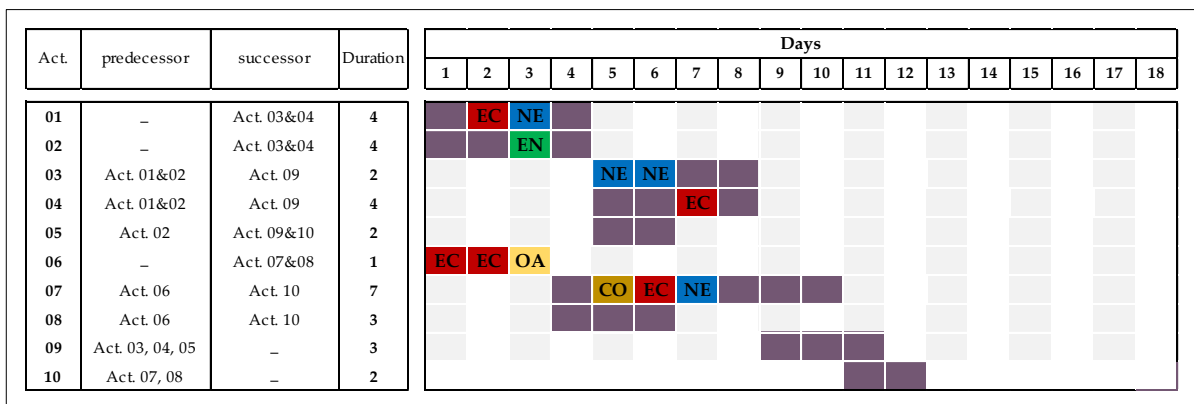 Act. predecessor successor Duration Days
1 2 3 4 5 6 7 8 9 10 11 12 13 14 15 16 17 18
01 – Act. 03&04 4 EC NE
02 – Act. 03&04 4 EN
03 Act. 01&02 Act. 09 2 NE NE
04 Act. 01&02 Act. 09 4 EC
05 Act. 02 Act. 09&10 2
06 – Act. 07&08 1 EC EC OA
07 Act. 06 Act. 10 7 CO EC NE
08 Act. 06 Act. 10 3
09 Act. 03, 04, 05 – 3
10 Act. 07, 08 – 2